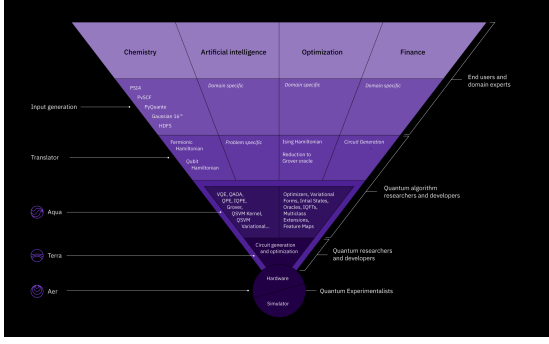 Chemistry
Artificial intelligence
Optimization
Finance
End users and
domain experts
Input generation
PSI4
PySCF
PyQuante
Gaussian 16™
HDF5
Domain specific
Domain specific
Domain specific
Translator
Fermionic
Hamiltonian
Qubit
Hamiltonian
Problem specific
Ising Hamiltonian
Reduction to
Grover oracle
Circuit Generation
Quantum algorithm
researchers and developers
Aqua
VQE, QAOA,
QPE, IQPE,
Grover,
QSVM Kernel,
QSVM
Variational...
Optimizers, Variational
Forms, Intial States,
Oracles, IQFTs,
Multiclass
Extensions,
Feature Maps
Terra
Circuit generation
and optimization
Quantum researchers
and developers
Aer
Hardware
Simulator
Quantum Experimentalists